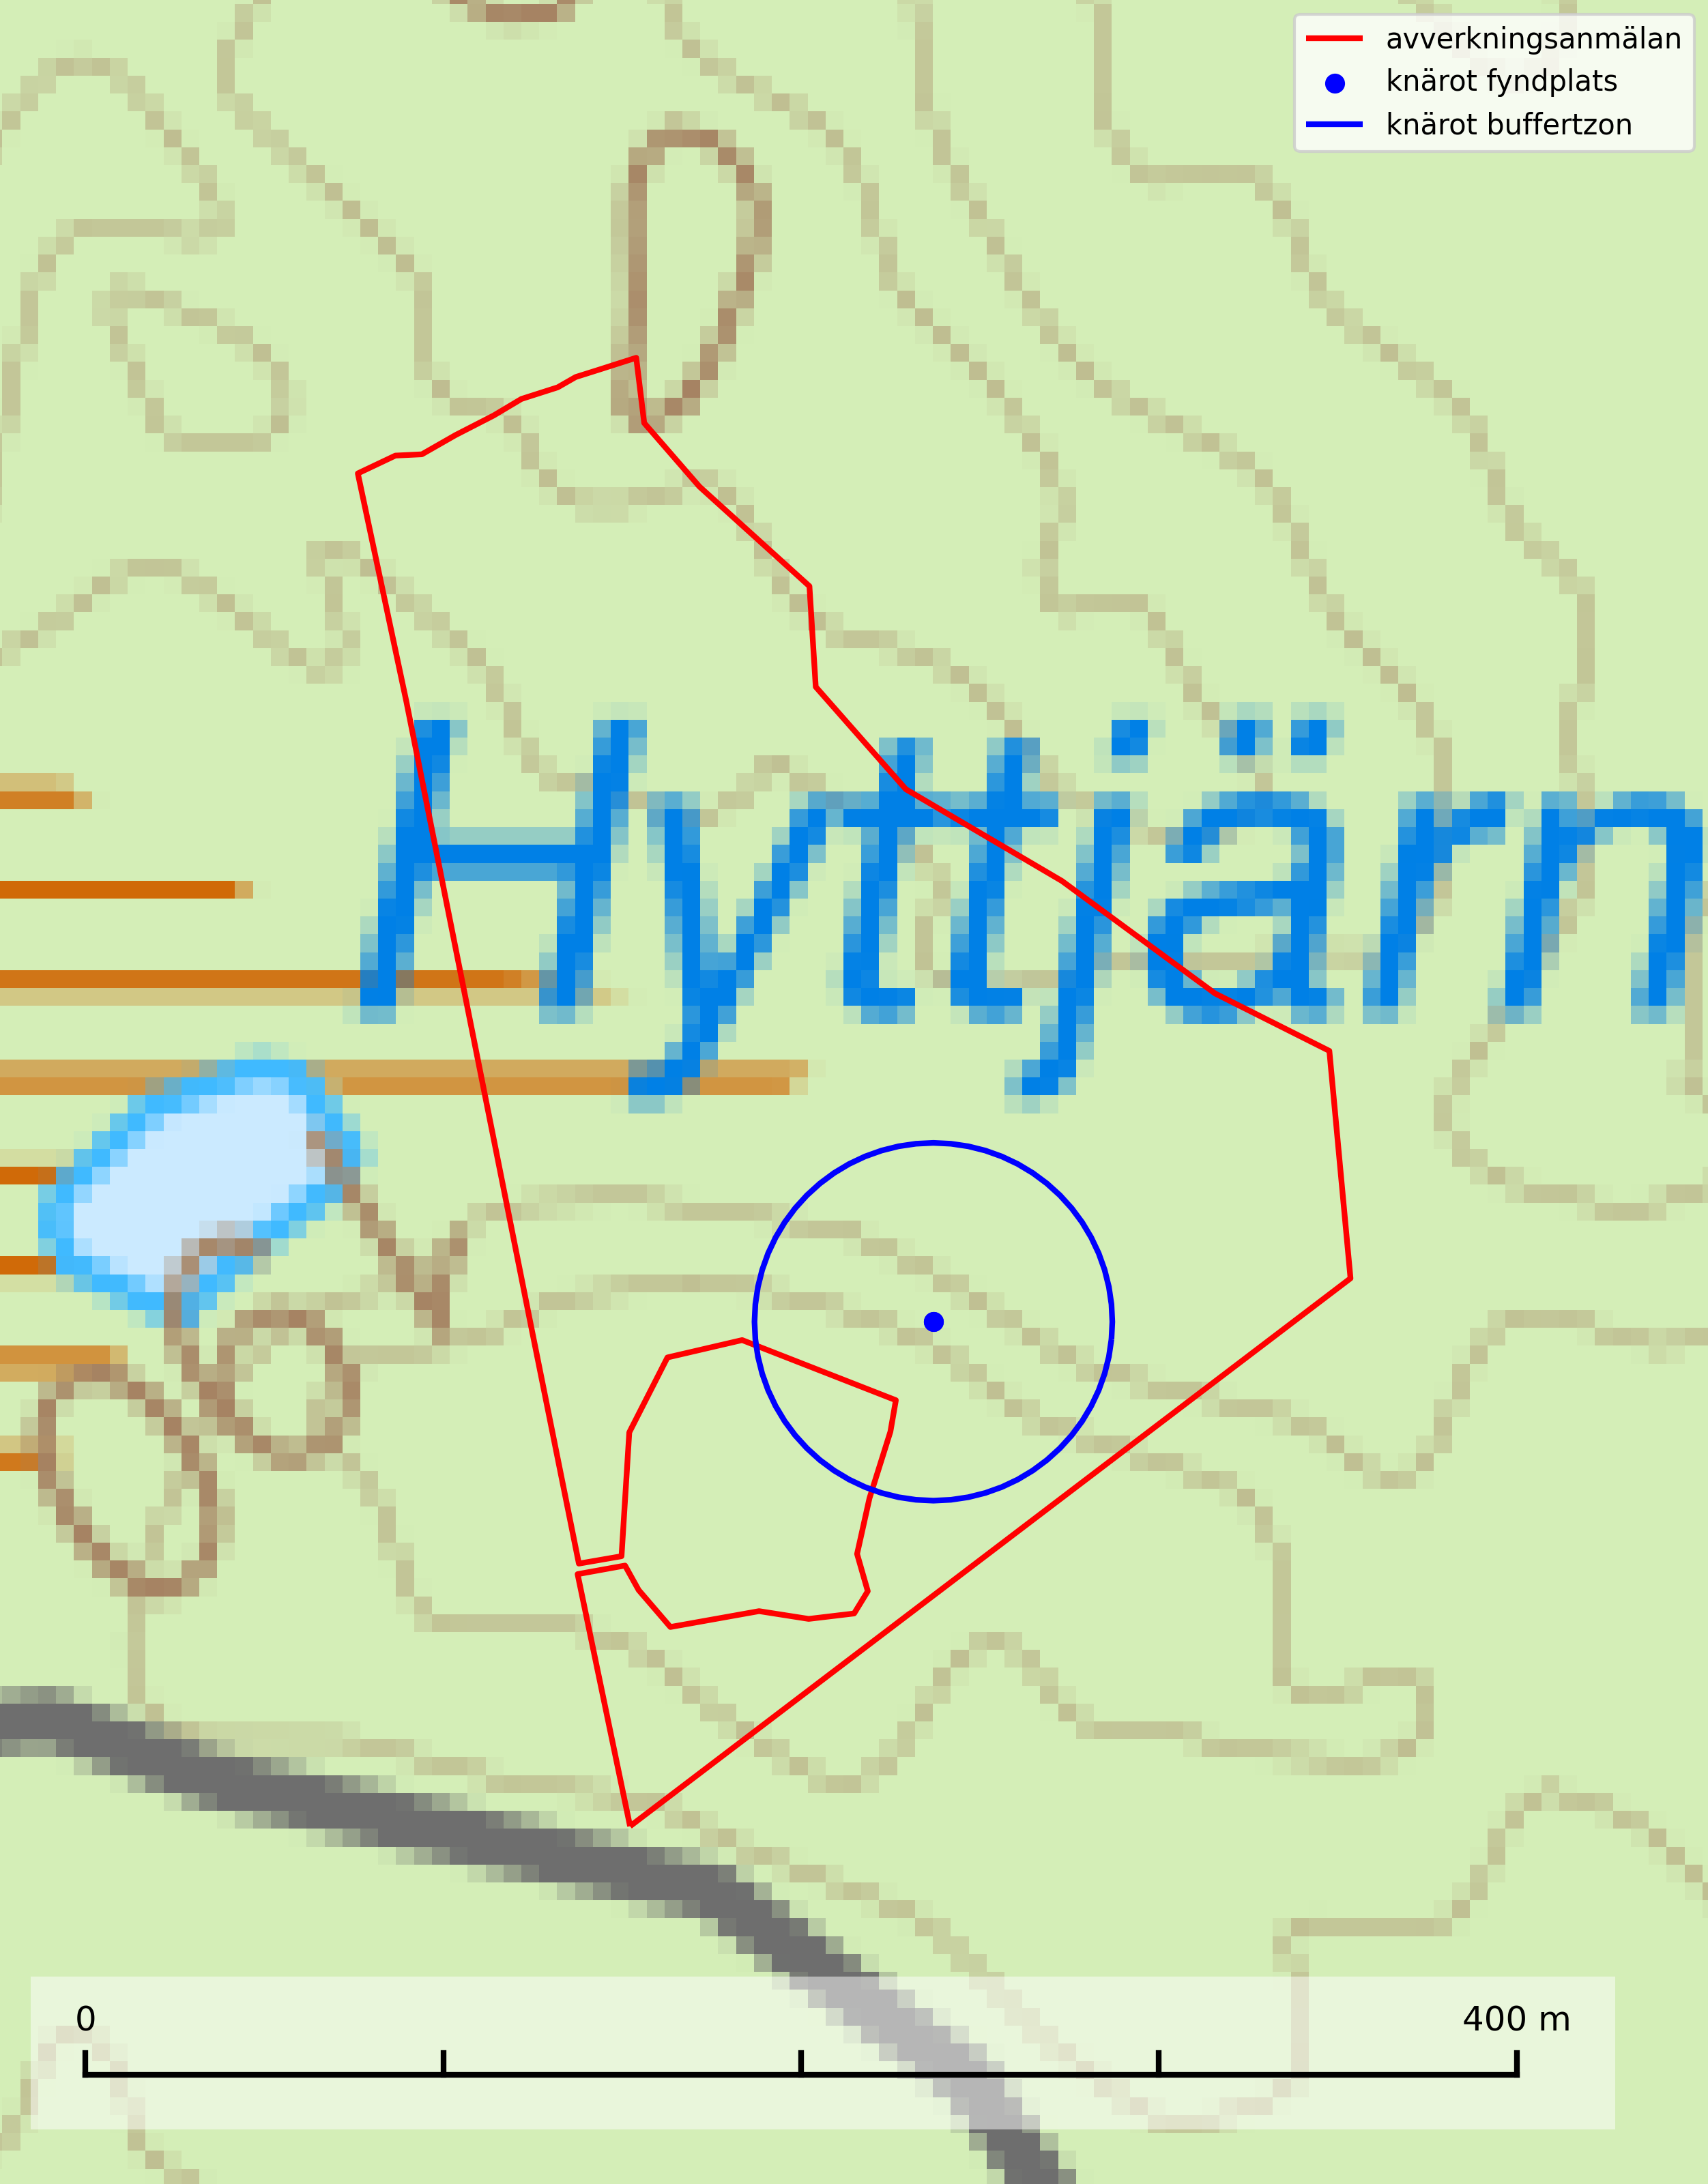 avverkningsanmälan
knärot fyndplats
knärot buffertzon
Hyttjärn
0 400 m